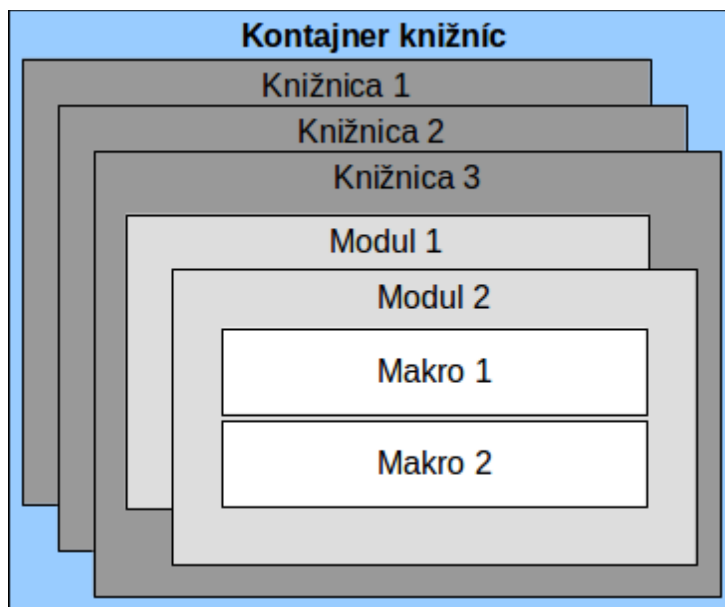 Kontajner knižníc
Knižnica 1
Knižnica 2
Knižnica 3
Modul 1
Modul 2
Makro 1
Makro 2